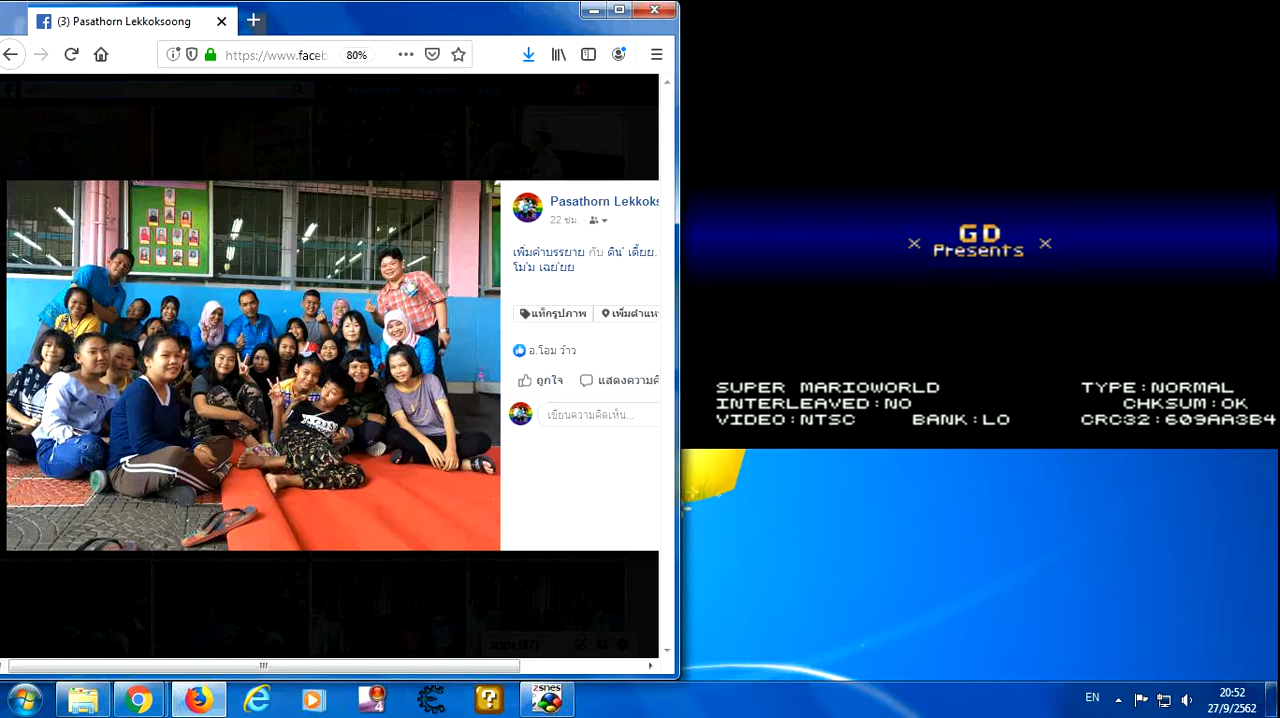 (3) Pasathorn Lekkoksoong
https://www.faceb
80%
Pasathorn Lekkoks
22 ชม
เพิ่มคำบรรยาย กับ ดิน' เดี้ยย.
โม'ม เฉย'ยย
แท็กรูปภาพ
เพิ่มตำแห
อ.โอม ว้าว
ถูกใจ
แสดงความคิ
เขียนความคิดเห็น...
GD
Presents
SUPER MARIOWORLD TYPE:NORMAL
INTERLEAVED:NO CHKSUM:OK
VIDEO:NTSC BANK:LO CRC32:609AA3B4
4
zsnes
EN
20:52
27/9/2562